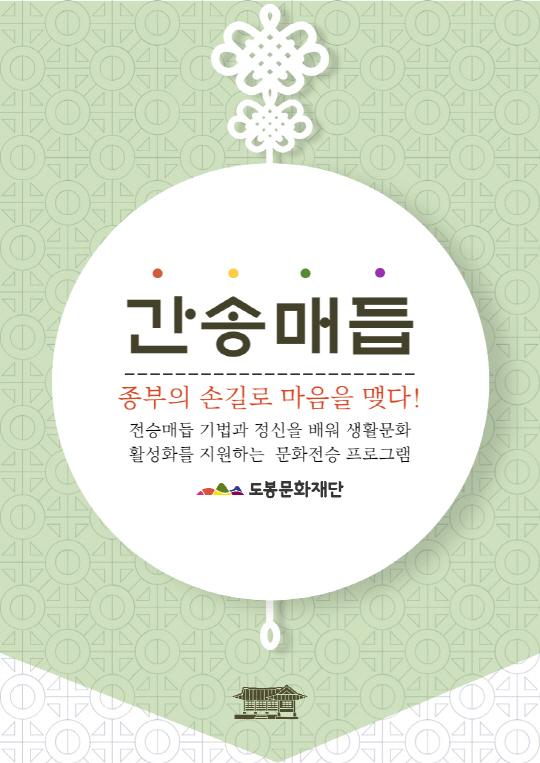 간송매듭
종부의 손길로 마음을 맺다!
전승매듭 기법과 정신을 배워 생활문화
활성화를 지원하는 문화전승 프로그램
도봉문화재단